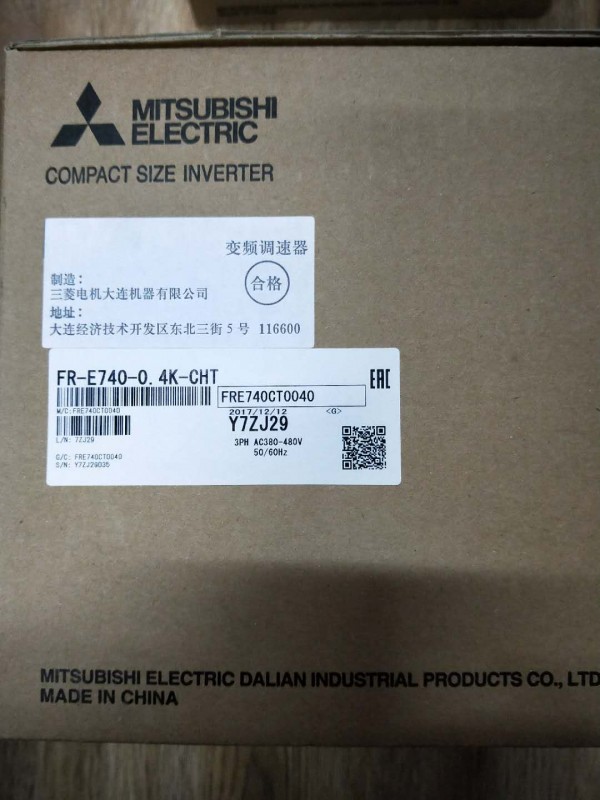 MITSUBISHI
ELECTRIC
COMPACT SIZE INVERTER
变频调速器
制造：
三菱电机大连机器有限公司
合格
地址：
大连经济技术开发区东北三街5号 116600
FR-E740-0.4K-CHT
EAC
FRE740CT0040
M/C: FRE740CT0040
2017/12/12 <G>
Y7ZJ29
L/N: 7ZJ29
3PH AC380-480V
50/60Hz
G/C: FRE740CT0040
S/N: Y7ZJ29035
MITSUBISHI ELECTRIC DALIAN INDUSTRIAL PRODUCTS CO., LTD
MADE IN CHINA